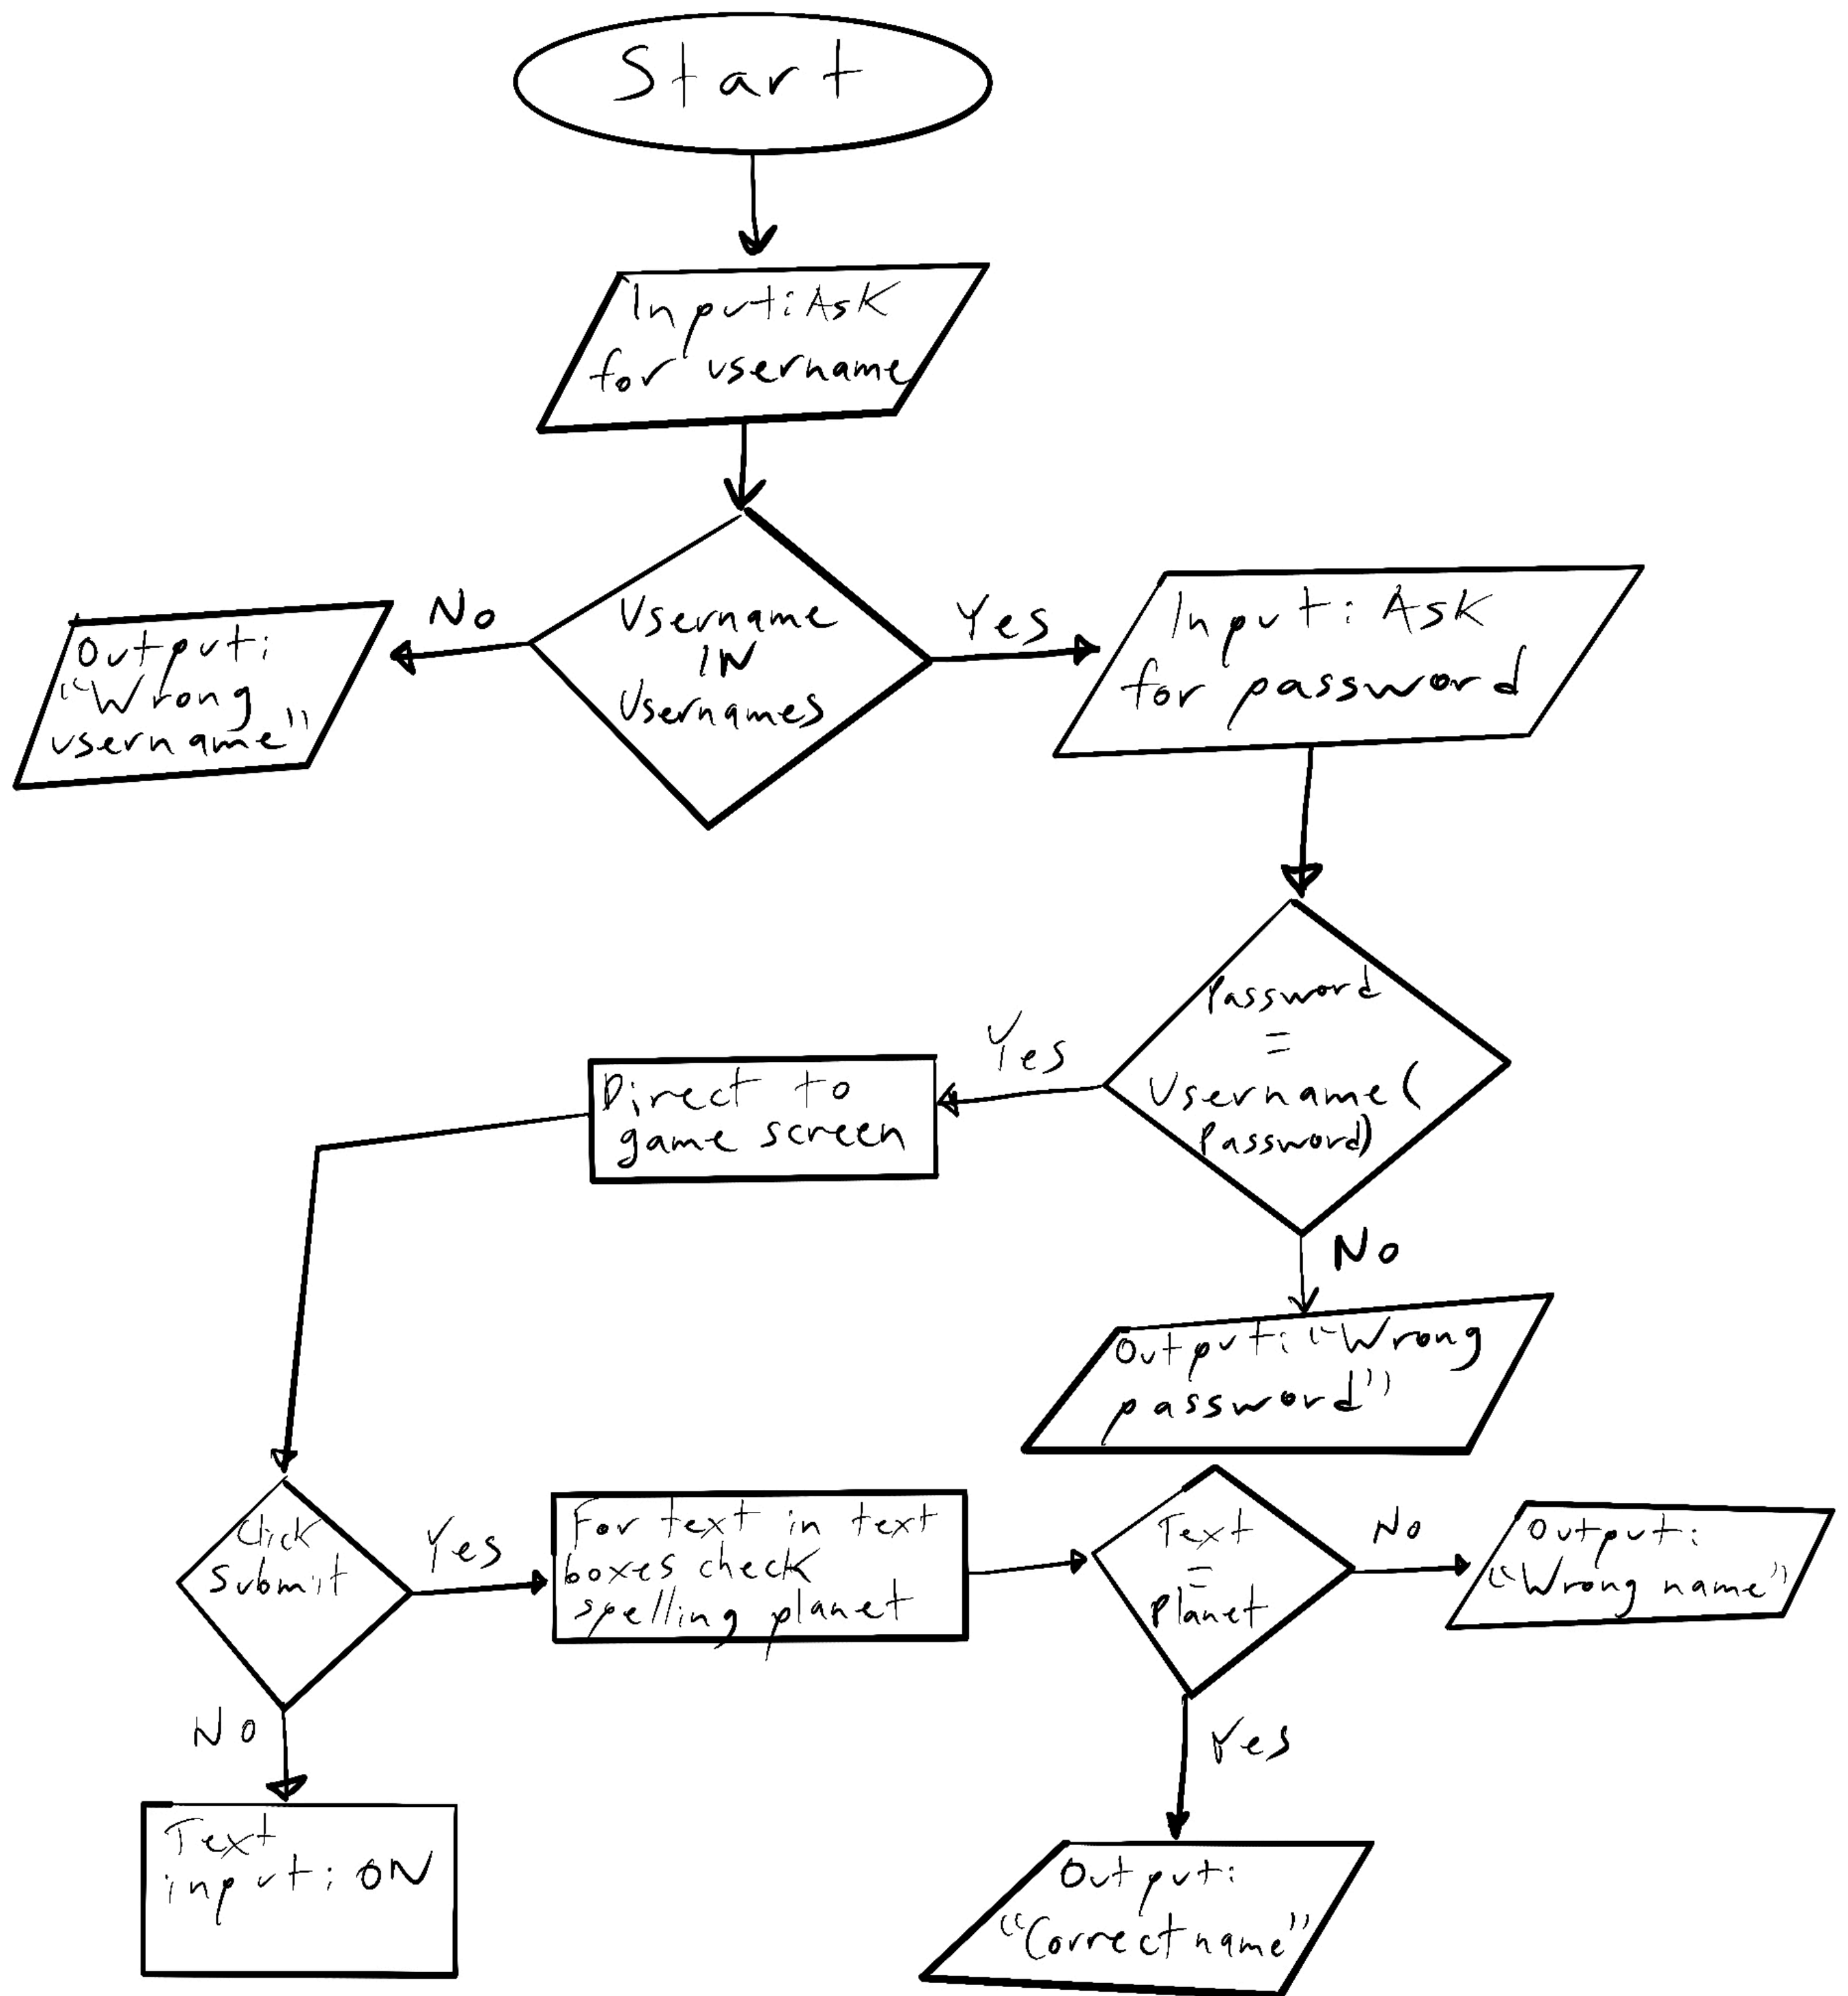 Start
Input: Ask
for username
Username
IN
Usernames
No
Output:
"Wrong
username"
Yes
Input: Ask
for password
Password
=
Username(
Password)
Yes
Direct to
game screen
No
Output: "Wrong
password"
Click
Submit
Yes
For text in text
boxes check
spelling planet
Text
=
Planet
No
Output:
"Wrong name"
Yes
Output:
"Correct name"
No
Text
input: ON